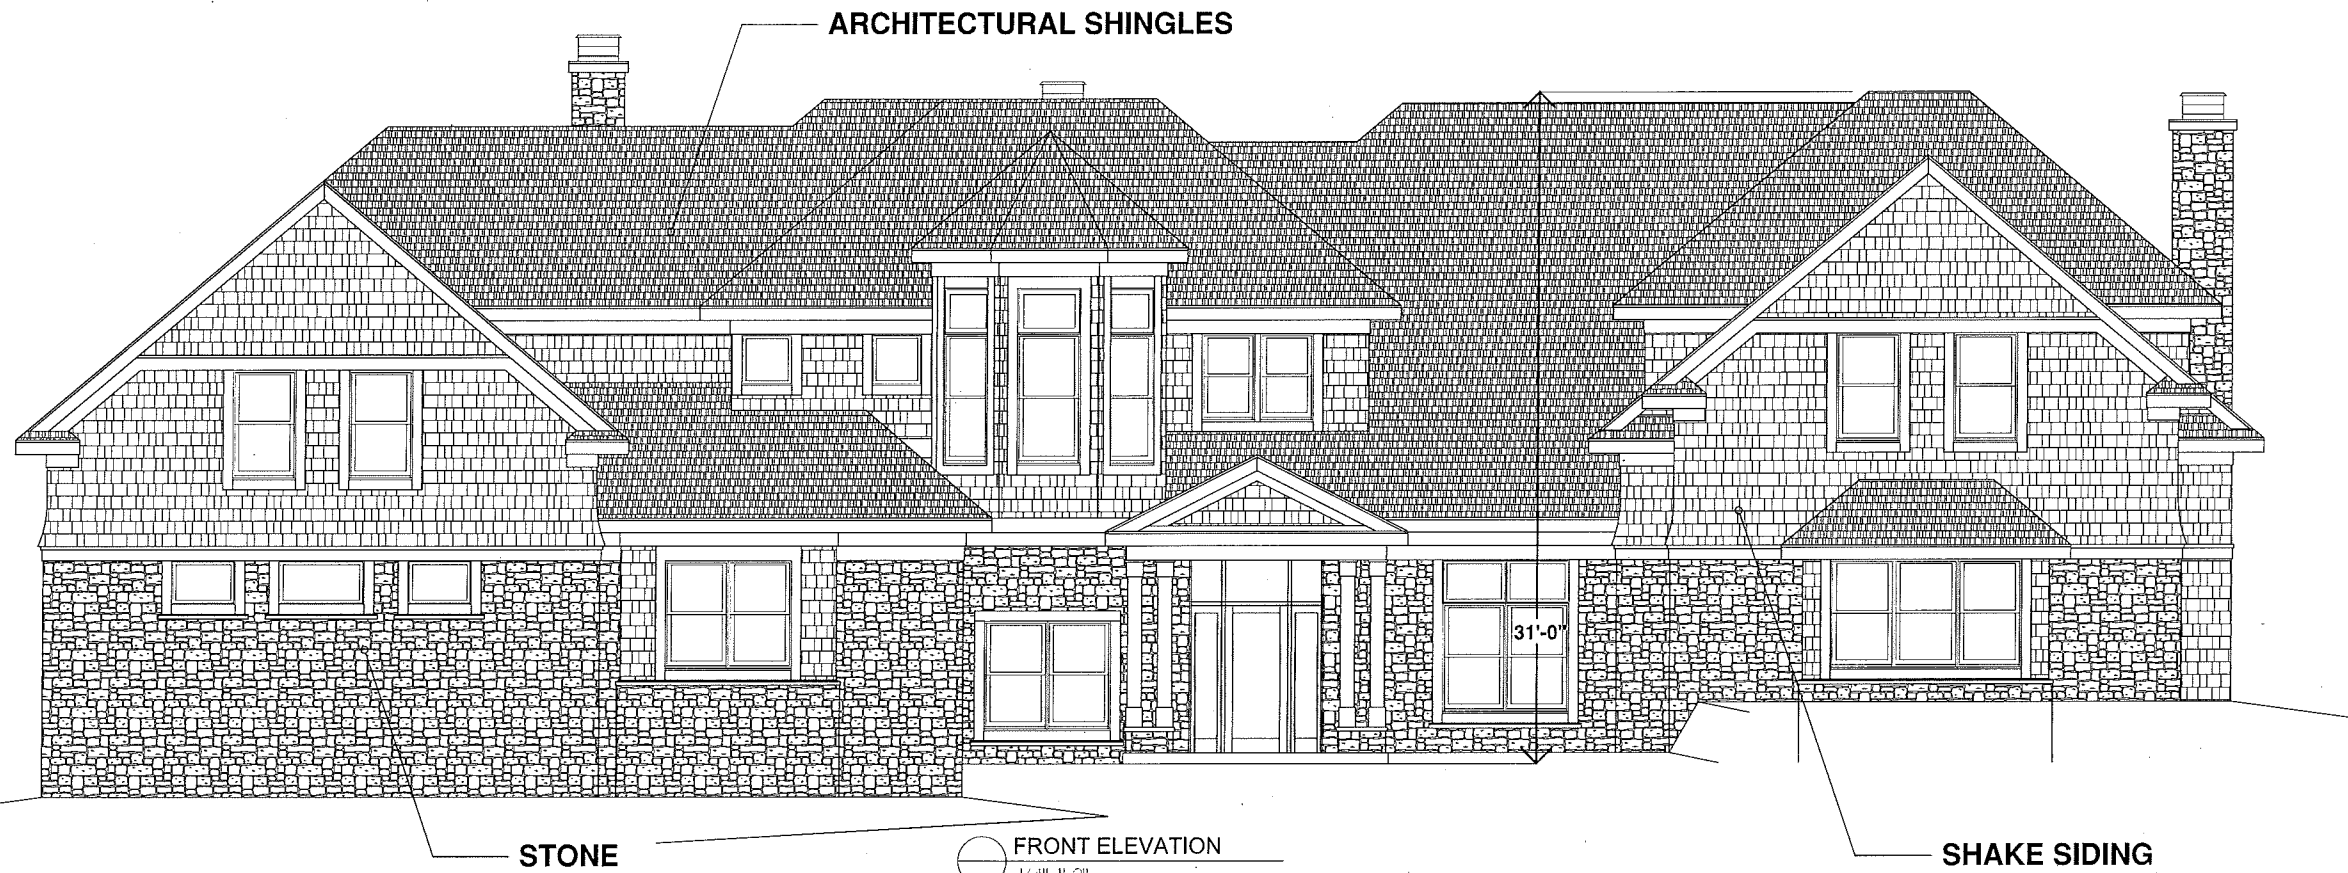 ARCHITECTURAL SHINGLES
31'-0"
STONE
FRONT ELEVATION
SHAKE SIDING